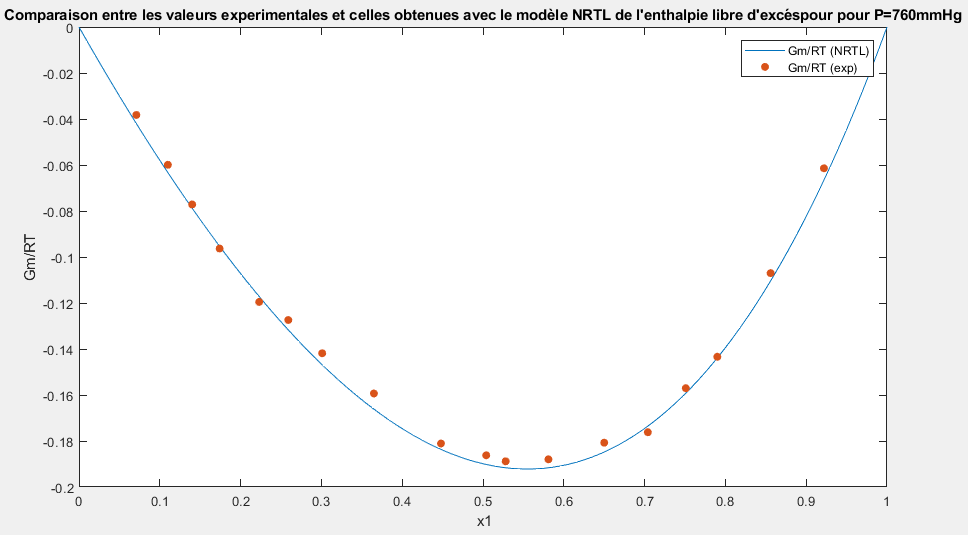 Comparaison entre les valeurs experimentales et celles obtenues avec le modèle NRTL de l'enthalpie libre d'excéspour pour P=760mmHg
Gm/RT (NRTL)
Gm/RT (exp)
0
-0.02
-0.04
-0.06
-0.08
-0.1
-0.12
-0.14
-0.16
-0.18
-0.2
Gm/RT
0 0.1 0.2 0.3 0.4 0.5 0.6 0.7 0.8 0.9 1
x1